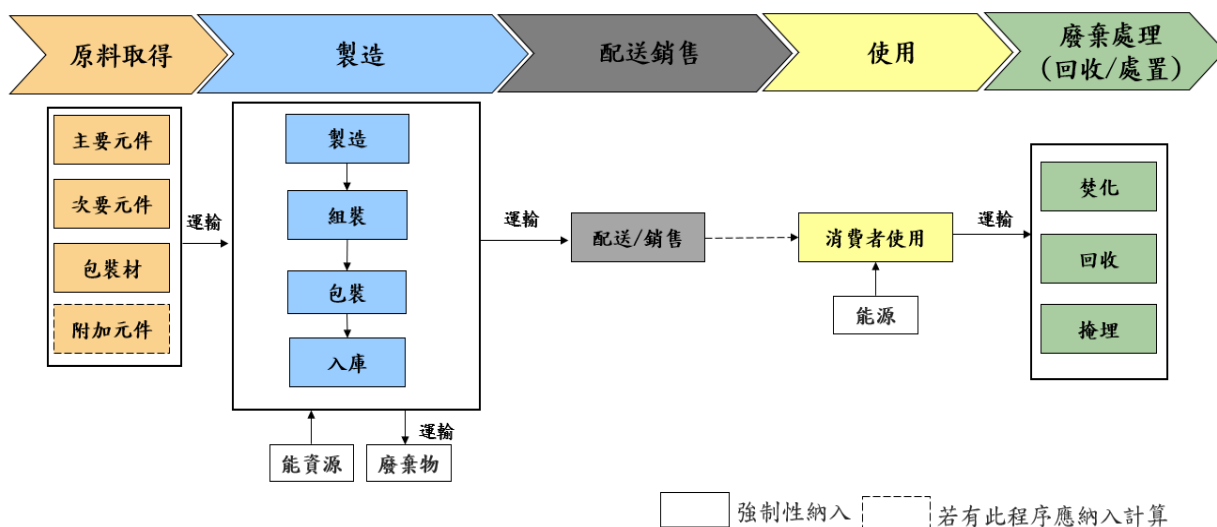 原料取得
製造
配送銷售
使用
廢棄處理
(回收/處置)
主要元件
次要元件
包裝材
附加元件
運輸
製造
組裝
包裝
入庫
能資源
廢棄物
運輸
運輸
配送/銷售
消費者使用
能源
運輸
焚化
回收
掩埋
強制性納入
若有此程序應納入計算